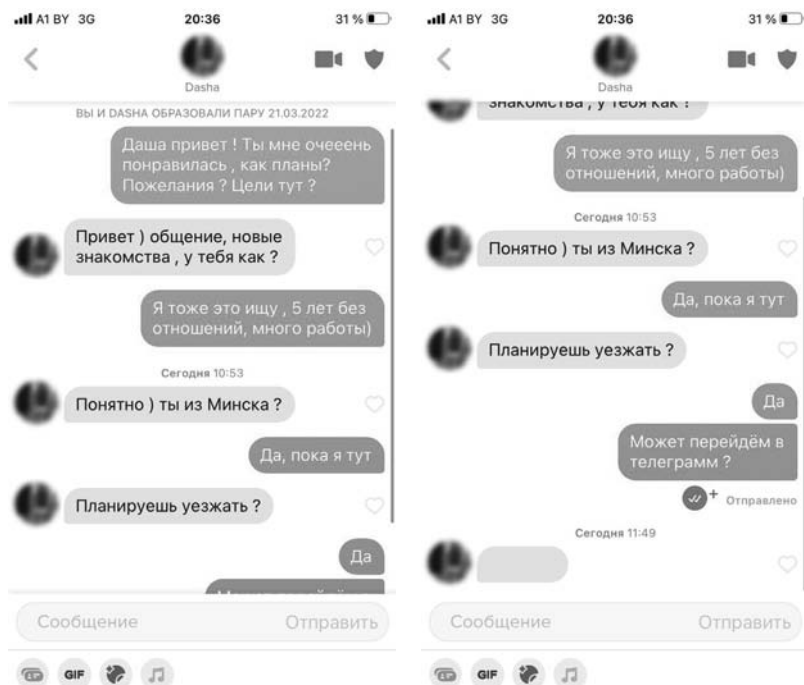 A1 BY 3G 20:36 31 %
Dasha
ВЫ И DASHA ОБРАЗОВАЛИ ПАРУ 21.03.2022
Даша привет ! Ты мне очееень
понравилась , как планы?
Пожелания ? Цели тут ?
Привет ) общение, новые
знакомства , у тебя как ?
Я тоже это ищу , 5 лет без
отношений, много работы)
Сегодня 10:53
Понятно ) ты из Минска ?
Да, пока я тут
Планируешь уезжать ?
Да
Сообщение Отправить
GIF
A1 BY 3G 20:36 31 %
Dasha
знакомства , у тебя как ?
Я тоже это ищу , 5 лет без
отношений, много работы)
Сегодня 10:53
Понятно ) ты из Минска ?
Да, пока я тут
Планируешь уезжать ?
Да
Может перейдём в
телеграмм ?
Отправлено
Сегодня 11:49
Сообщение Отправить
GIF